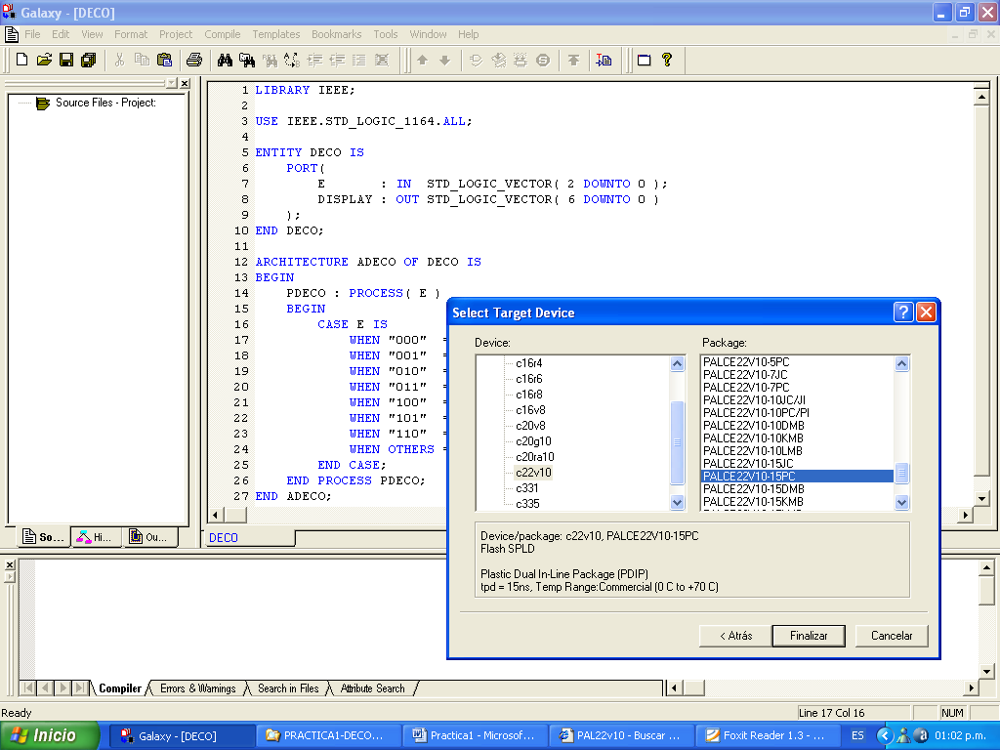 Galaxy - [DECO]
File Edit View Format Project Compile Templates Bookmarks Tools Window Help
Source Files - Project:
1 LIBRARY IEEE;
2
3 USE IEEE.STD_LOGIC_1164.ALL;
4
5 ENTITY DECO IS
6 PORT(
7 E : IN STD_LOGIC_VECTOR( 2 DOWNTO 0 );
8 DISPLAY : OUT STD_LOGIC_VECTOR( 6 DOWNTO 0 )
9 );
10 END DECO;
11
12 ARCHITECTURE ADECO OF DECO IS
13 BEGIN
14 PDECO : PROCESS( E )
15 BEGIN
16 CASE E IS
17 WHEN "000" =
18 WHEN "001" =
19 WHEN "010" =
20 WHEN "011" =
21 WHEN "100" =
22 WHEN "101" =
23 WHEN "110" =
24 WHEN OTHERS =
25 END CASE;
26 END PROCESS PDECO;
27 END ADECO;
So... Hi... Ou...
DECO
Select Target Device
Device:
c16r4
c16r6
c16r8
c16v8
c20v8
c20g10
c20ra10
c22v10
c331
c335
Package:
PALCE22V10-5PC
PALCE22V10-7JC
PALCE22V10-7PC
PALCE22V10-10JC/JI
PALCE22V10-10PC/PI
PALCE22V10-10DMB
PALCE22V10-10KMB
PALCE22V10-10LMB
PALCE22V10-15JC
PALCE22V10-15PC
PALCE22V10-15DMB
PALCE22V10-15KMB
Device/package: c22v10, PALCE22V10-15PC
Flash SPLD
Plastic Dual In-Line Package (PDIP)
tpd = 15ns, Temp Range:Commercial (0 C to +70 C)
< Atrás Finalizar Cancelar
Compiler Errors & Warnings Search in Files Attribute Search
Ready Line 17 Col 16 NUM
Inicio Galaxy - [DECO] PRACTICA1-DECO... Practica1 - Microsof... PAL22v10 - Buscar ... Foxit Reader 1.3 - ... ES 01:02 p.m.